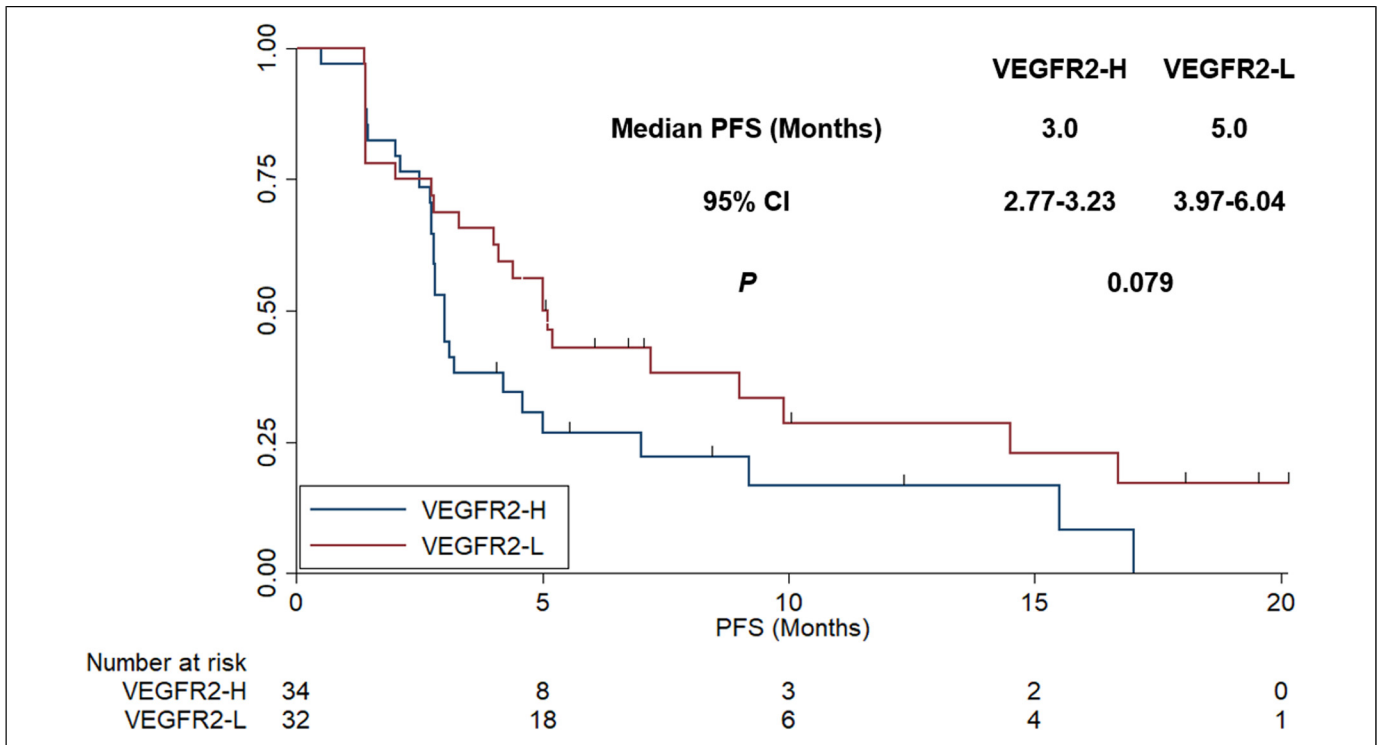 VEGFR2-H VEGFR2-L
Median PFS (Months) 3.0 5.0
95% CI 2.77-3.23 3.97-6.04
P 0.079
1.00
0.75
0.50
0.25
0.00
VEGFR2-H
VEGFR2-L
0 5 10 15 20
PFS (Months)
Number at risk
VEGFR2-H 34 8 3 2 0
VEGFR2-L 32 18 6 4 1